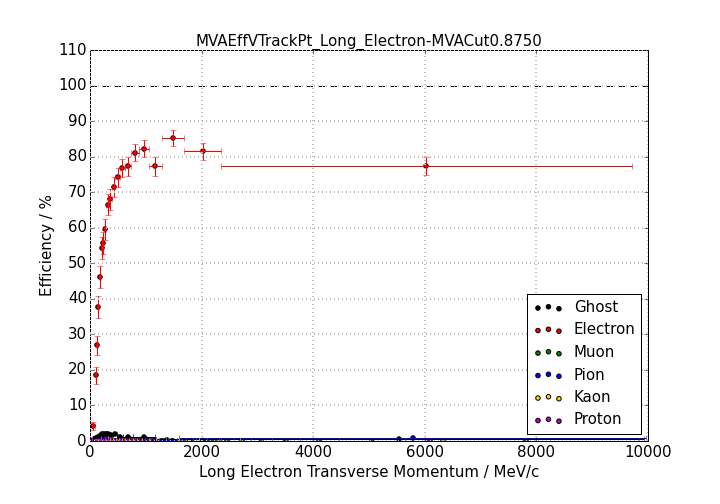 MVAEffVTrackPt_Long_Electron-MVACut0.8750
110
100
90
80
70
60
50
40
30
20
10
0
Efficiency / %
Ghost
Electron
Muon
Pion
Kaon
Proton
0 2000 4000 6000 8000 10000
Long Electron Transverse Momentum / MeV/c